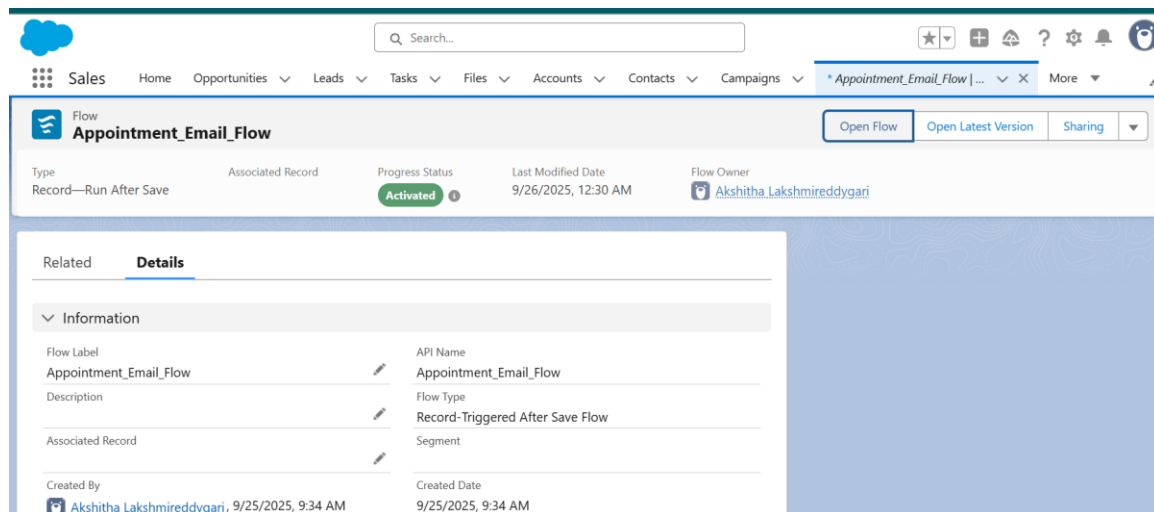 Search...
Sales Home Opportunities Leads Tasks Files Accounts Contacts Campaigns * Appointment_Email_Flow | ... More
Flow
Appointment_Email_Flow
Open Flow Open Latest Version Sharing
Type Associated Record Progress Status Last Modified Date Flow Owner
Record—Run After Save Activated 9/26/2025, 12:30 AM Akshitha Lakshmireddygari
Related Details
Information
Flow Label API Name
Appointment_Email_Flow Appointment_Email_Flow
Description Flow Type
Record-Triggered After Save Flow
Associated Record Segment
Created By Created Date
Akshitha Lakshmireddygari, 9/25/2025, 9:34 AM 9/25/2025, 9:34 AM